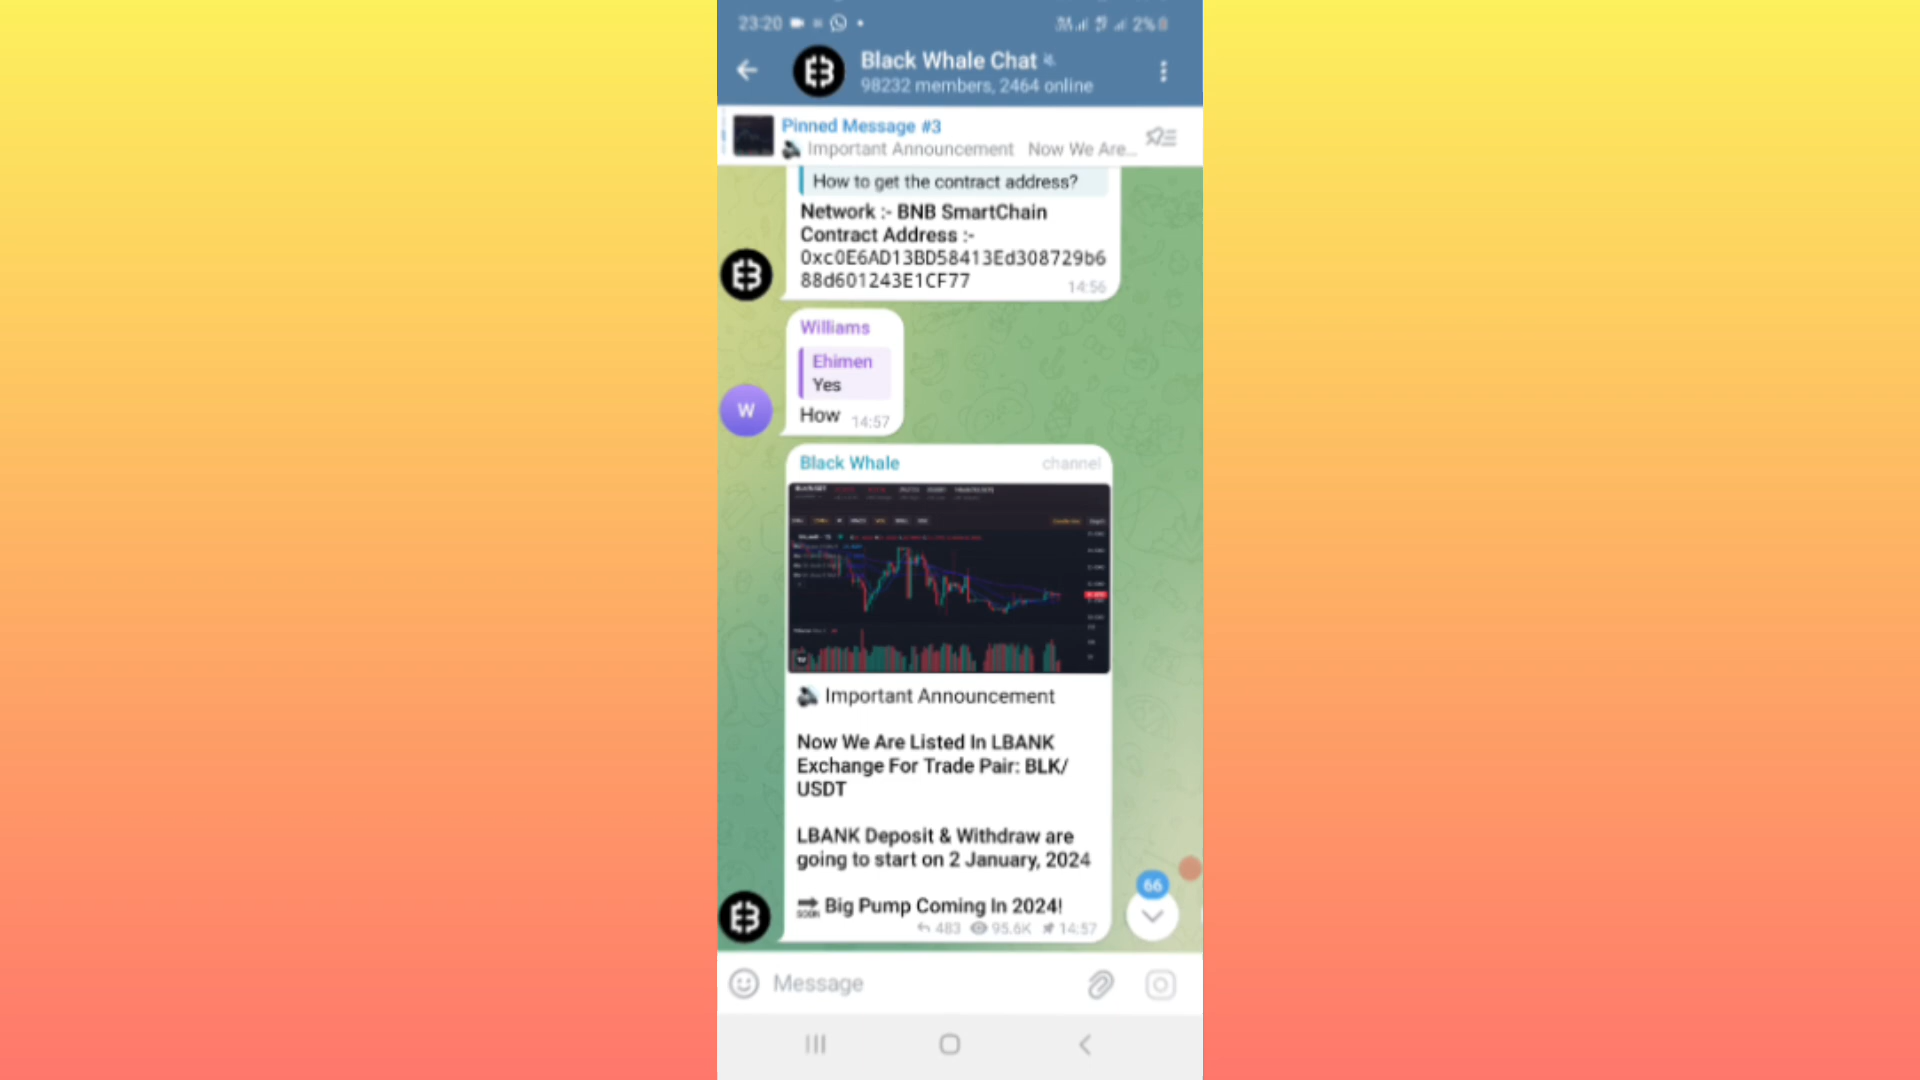 23:20 2%
Black Whale Chat
98232 members, 2464 online
Pinned Message #3
Important Announcement Now We Are...
How to get the contract address?
Network :- BNB SmartChain
Contract Address :-
0xc0E6AD13BD58413Ed308729b6
88d601243E1CF77
14:56
Williams
Ehimen
Yes
W
How 14:57
Black Whale channel
Important Announcement
Now We Are Listed In LBANK
Exchange For Trade Pair: BLK/
USDT
LBANK Deposit & Withdraw are
going to start on 2 January, 2024
66
SOON Big Pump Coming In 2024!
483 95.6K 14:57
Message